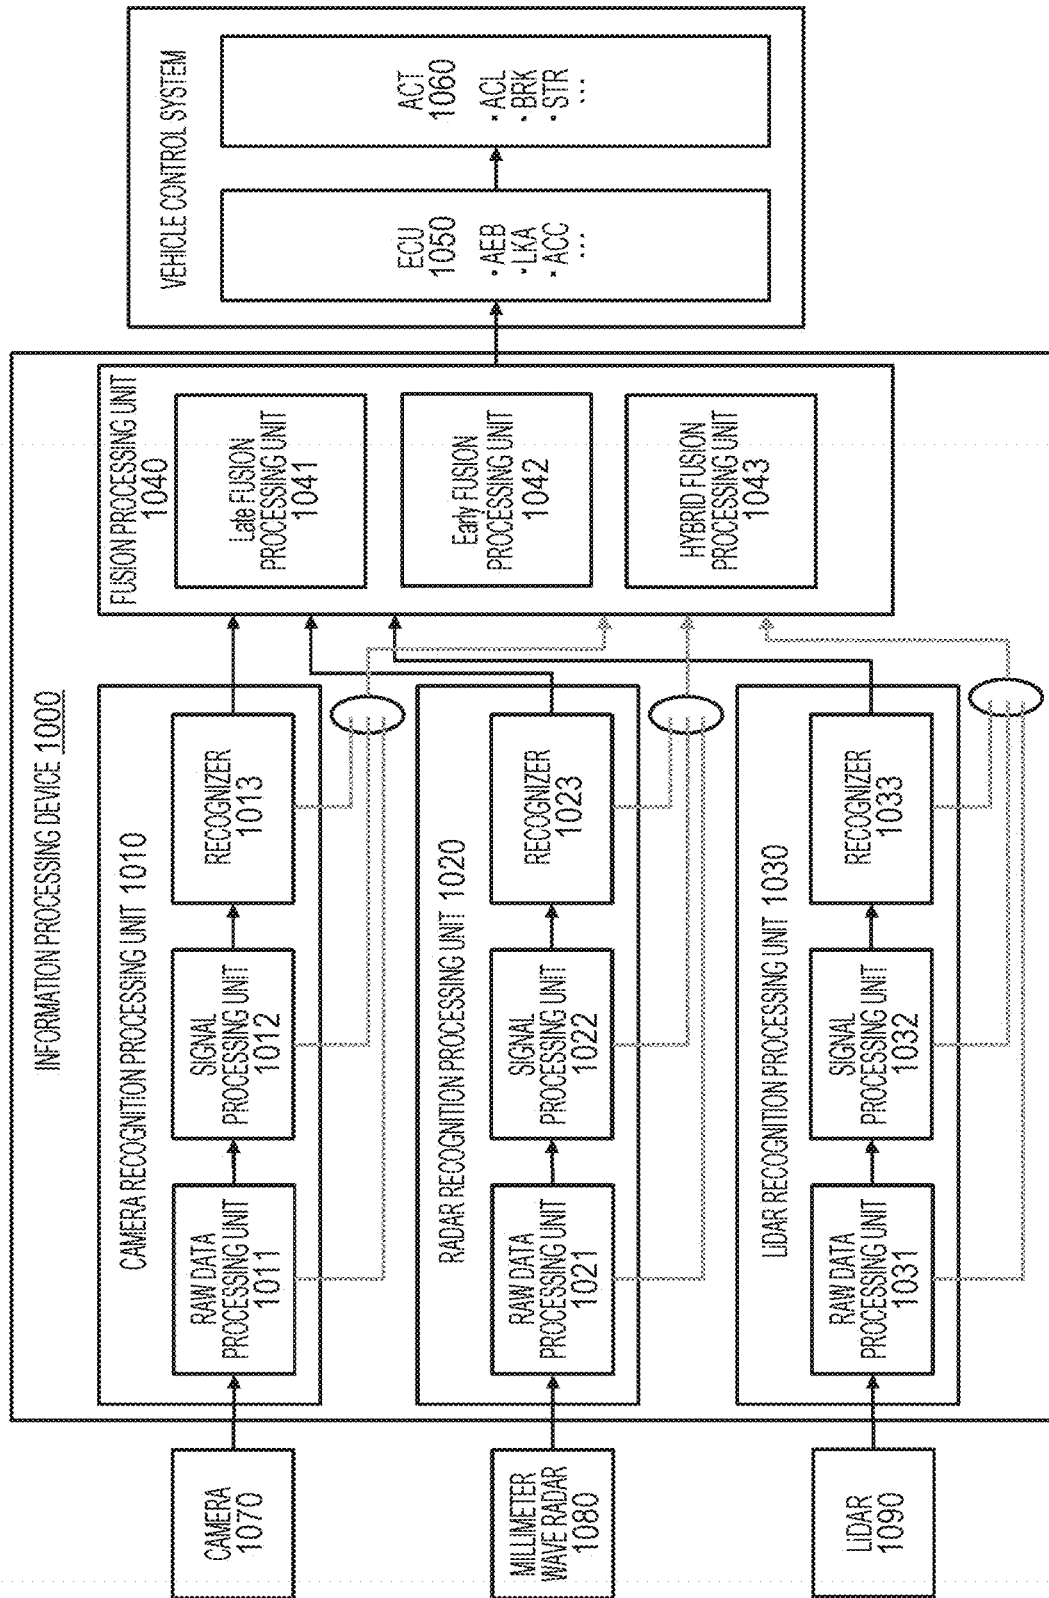 INFORMATION PROCESSING DEVICE 1000
CAMERA
1070
CAMERA RECOGNITION PROCESSING UNIT 1010
RAW DATA
PROCESSING UNIT
1011
SIGNAL
PROCESSING UNIT
1012
RECOGNIZER
1013
MILLIMETER
WAVE RADAR
1080
RADAR RECOGNITION PROCESSING UNIT 1020
RAW DATA
PROCESSING UNIT
1021
SIGNAL
PROCESSING UNIT
1022
RECOGNIZER
1023
LiDAR
1090
LiDAR RECOGNITION PROCESSING UNIT 1030
RAW DATA
PROCESSING UNIT
1031
SIGNAL
PROCESSING UNIT
1032
RECOGNIZER
1033
FUSION PROCESSING UNIT
1040
Late FUSION
PROCESSING UNIT
1041
Early FUSION
PROCESSING UNIT
1042
HYBRID FUSION
PROCESSING UNIT
1043
VEHICLE CONTROL SYSTEM
ECU
1050
・AEB
・LKA
・ACC
...
ACT
1060
・ACL
・BRK
・STR
...